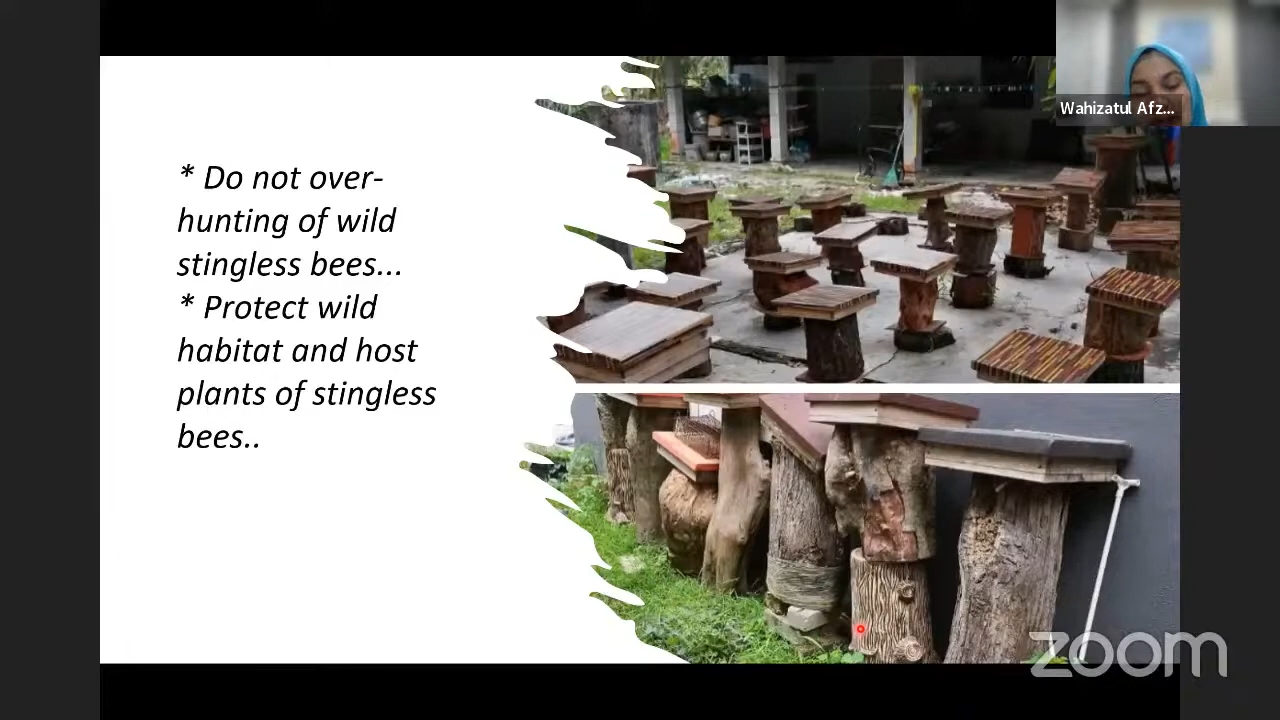 Wahizatul Afz...
* Do not over-
hunting of wild
stingless bees...
* Protect wild
habitat and host
plants of stingless
bees..
zoom